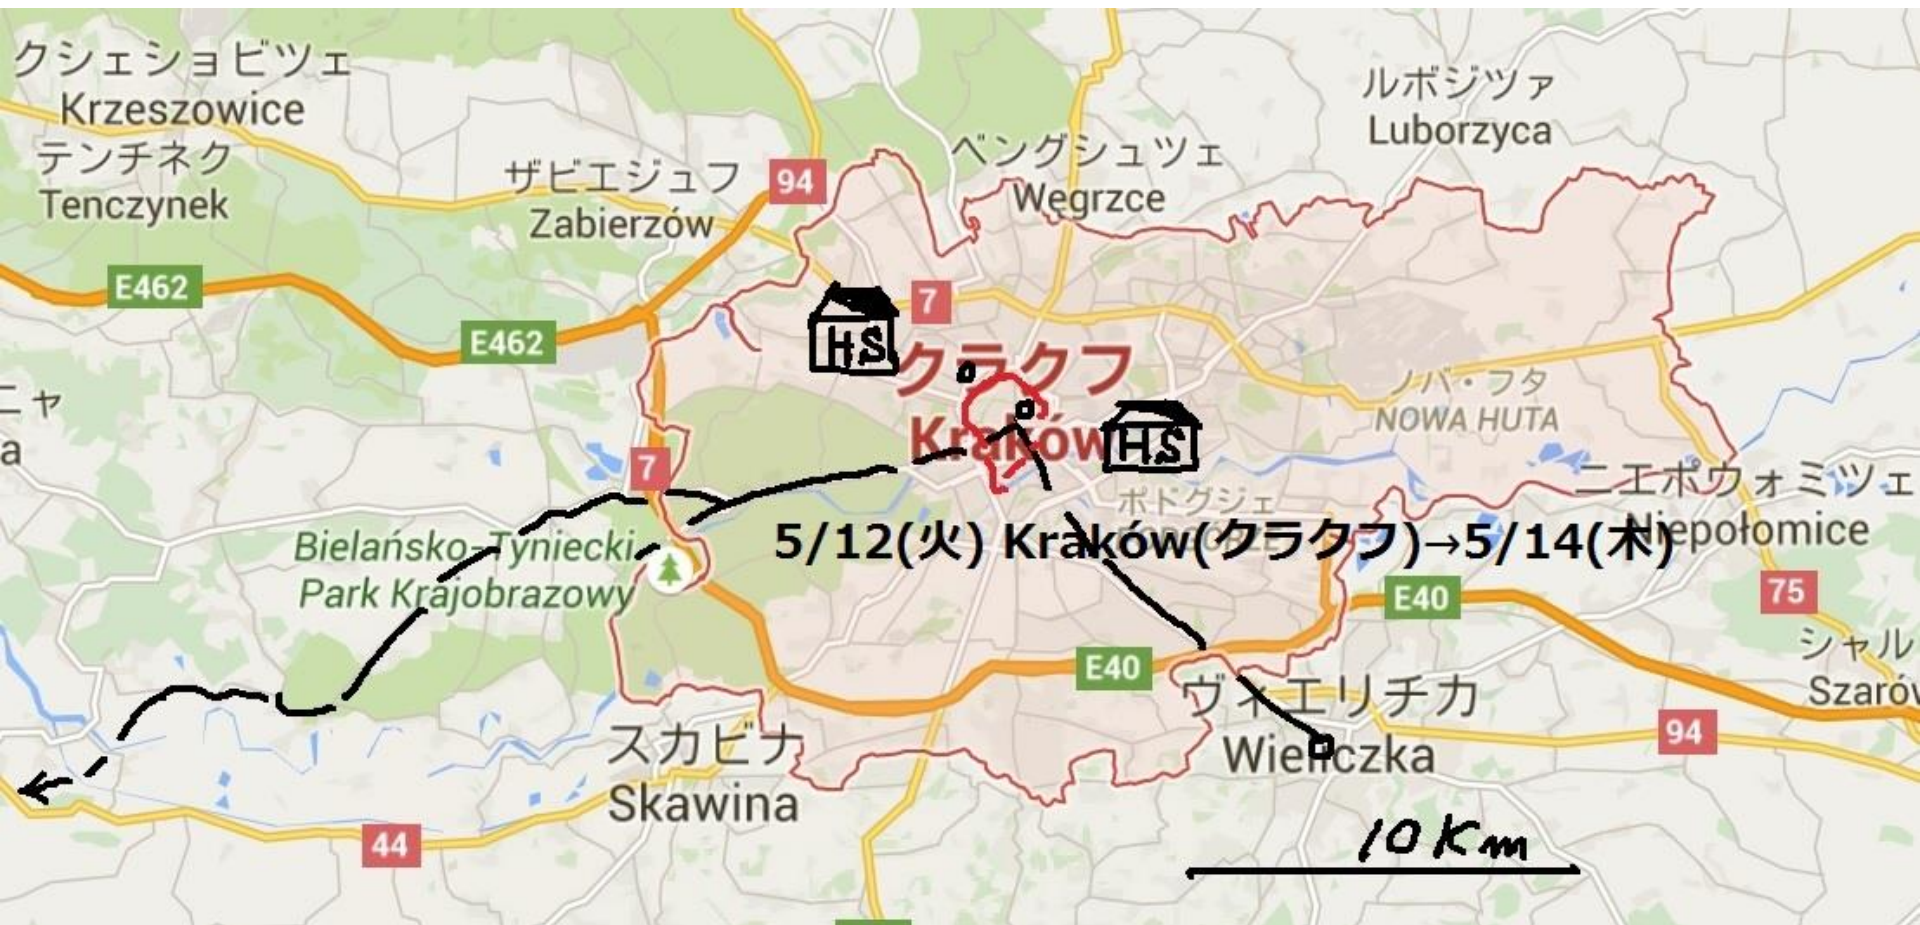 クシェショビツェ
Krzeszowice
テンチネク
Tenczynek
ザビエジュフ
Zabierzów
94
ベングシュツェ
Węgrzce
ルボジツァ
Luborzyca
E462
E462
7
HS
クラクフ
Kraków
HS
ノバ・フタ
NOWA HUTA
ニャ
a
7
ポドグジェ
ニエポウォミツェ
Niepołomice
Bielańsko-Tyniecki
Park Krajobrazowy
5/12(火) Kraków(クラクフ)→5/14(木)
E40
75
シャル
Szarów
E40
ヴィエリチカ
Wieliczka
94
スカビナ
Skawina
44
10Km